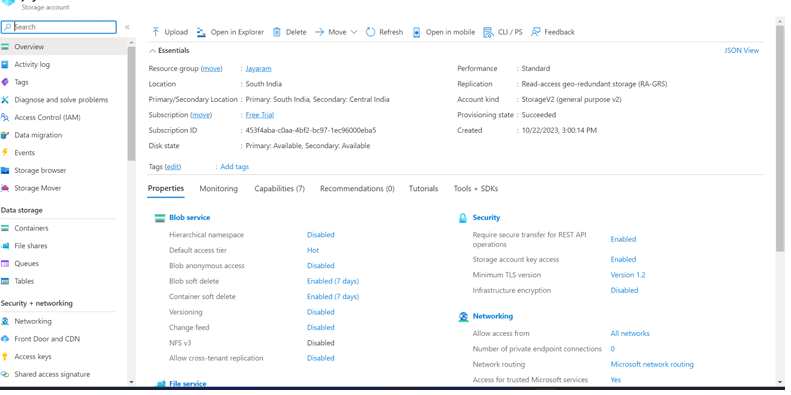 Storage account
Search
«
Upload Open in Explorer Delete Move Refresh Open in mobile CLI / PS Feedback
Overview
Activity log
Tags
Diagnose and solve problems
Access Control (IAM)
Data migration
Events
Storage browser
Storage Mover
Data storage
Containers
File shares
Queues
Tables
Security + networking
Networking
Front Door and CDN
Access keys
Shared access signature
Essentials
JSON View
Resource group (move) : Jayaram
Location : South India
Primary/Secondary Location : Primary: South India, Secondary: Central India
Subscription (move) : Free Trial
Subscription ID : 453f4aba-c0aa-4bf2-bc97-1ec96000eba5
Disk state : Primary: Available, Secondary: Available
Performance : Standard
Replication : Read-access geo-redundant storage (RA-GRS)
Account kind : StorageV2 (general purpose v2)
Provisioning state : Succeeded
Created : 10/22/2023, 3:00:14 PM
Tags (edit) : Add tags
Properties Monitoring Capabilities (7) Recommendations (0) Tutorials Tools + SDKs
Blob service
Hierarchical namespace Disabled
Default access tier Hot
Blob anonymous access Disabled
Blob soft delete Enabled (7 days)
Container soft delete Enabled (7 days)
Versioning Disabled
Change feed Disabled
NFS v3 Disabled
Allow cross-tenant replication Disabled
File service
Security
Require secure transfer for REST API
operations Enabled
Storage account key access Enabled
Minimum TLS version Version 1.2
Infrastructure encryption Disabled
Networking
Allow access from All networks
Number of private endpoint connections 0
Network routing Microsoft network routing
Access for trusted Microsoft services Yes